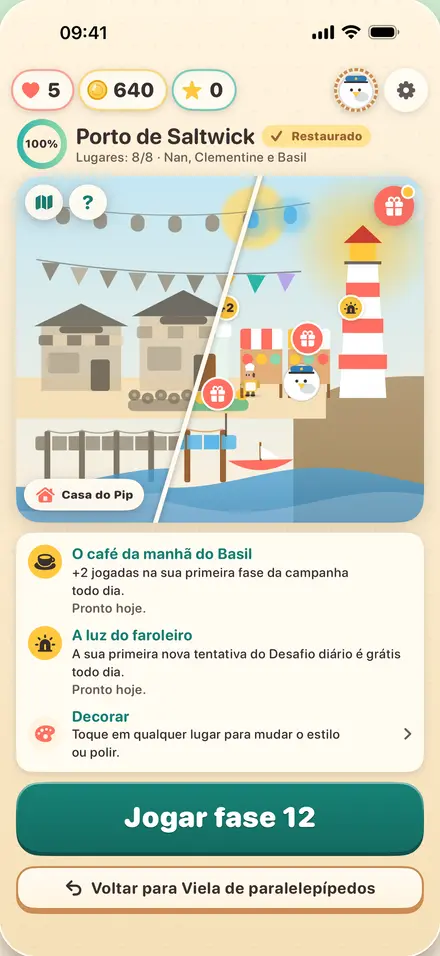 09:41
5
640
0
100%
Porto de Saltwick
Restaurado
Lugares: 8/8 · Nan, Clementine e Basil
?
Casa do Pip
O café da manhã do Basil
+2 jogadas na sua primeira fase da campanha
todo dia.
Pronto hoje.
A luz do faroleiro
A sua primeira nova tentativa do Desafio diário é grátis
todo dia.
Pronto hoje.
Decorar
Toque em qualquer lugar para mudar o estilo
ou polir.
Jogar fase 12
Voltar para Viela de paralelepípedos